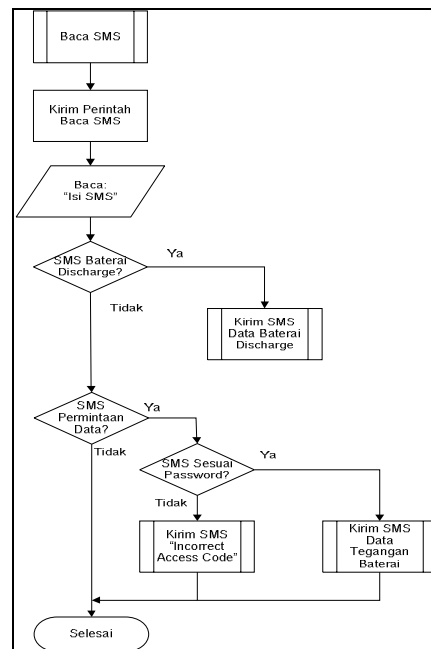 Baca SMS
Kirim Perintah
Baca SMS
Baca:
“Isi SMS”
SMS Baterai
Discharge?
Ya
Tidak
Kirim SMS
Data Baterai
Discharge
SMS
Permintaan
Data?
Ya
Tidak
SMS Sesuai
Password?
Ya
Tidak
Kirim SMS
“Incorrect
Access Code”
Kirim SMS
Data
Tegangan
Baterai
Selesai